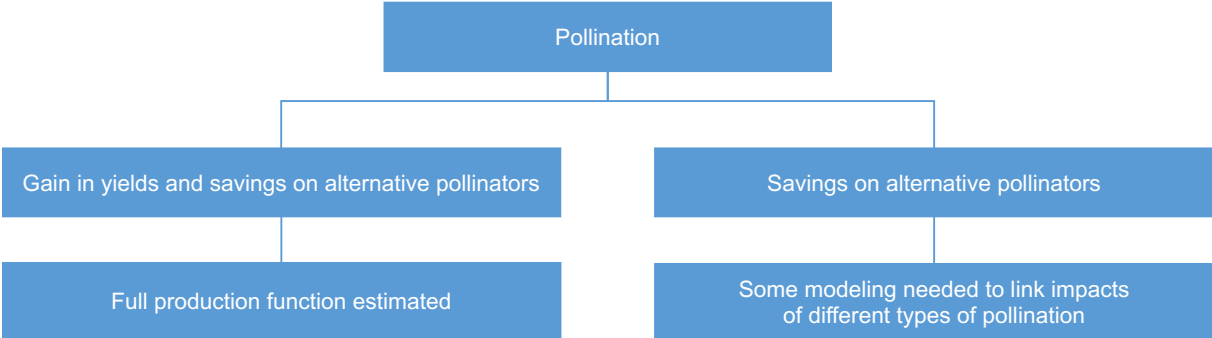 Pollination
Gain in yields and savings on alternative pollinators
Savings on alternative pollinators
Full production function estimated
Some modeling needed to link impacts
of different types of pollination